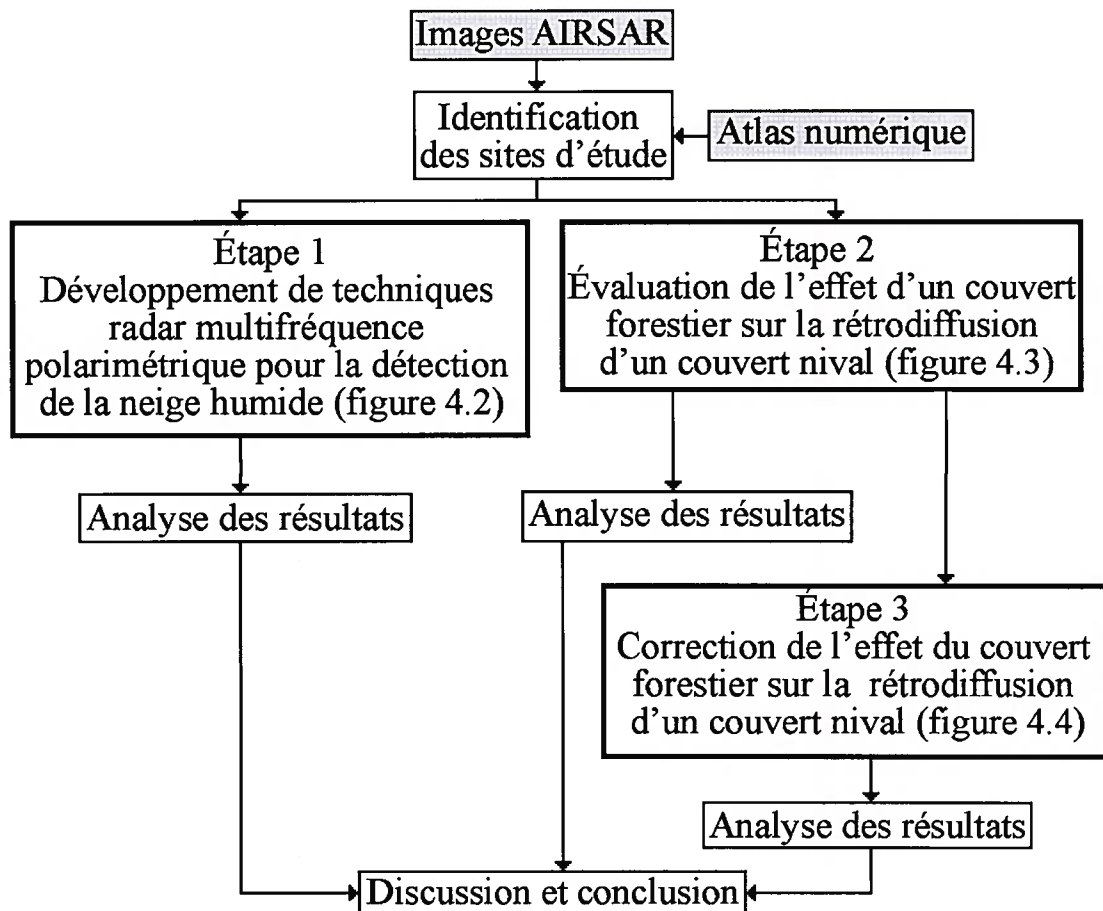 Images AIRSAR
Identification
des sites d'étude
Atlas numérique
Étape 1
Développement de techniques
radar multifréquence
polarimétrique pour la détection
de la neige humide (figure 4.2)
Étape 2
Évaluation de l'effet d'un couvert
forestier sur la rétrodiffusion
d'un couvert nival (figure 4.3)
Analyse des résultats
Analyse des résultats
Étape 3
Correction de l'effet du couvert
forestier sur la rétrodiffusion
d'un couvert nival (figure 4.4)
Analyse des résultats
Discussion et conclusion